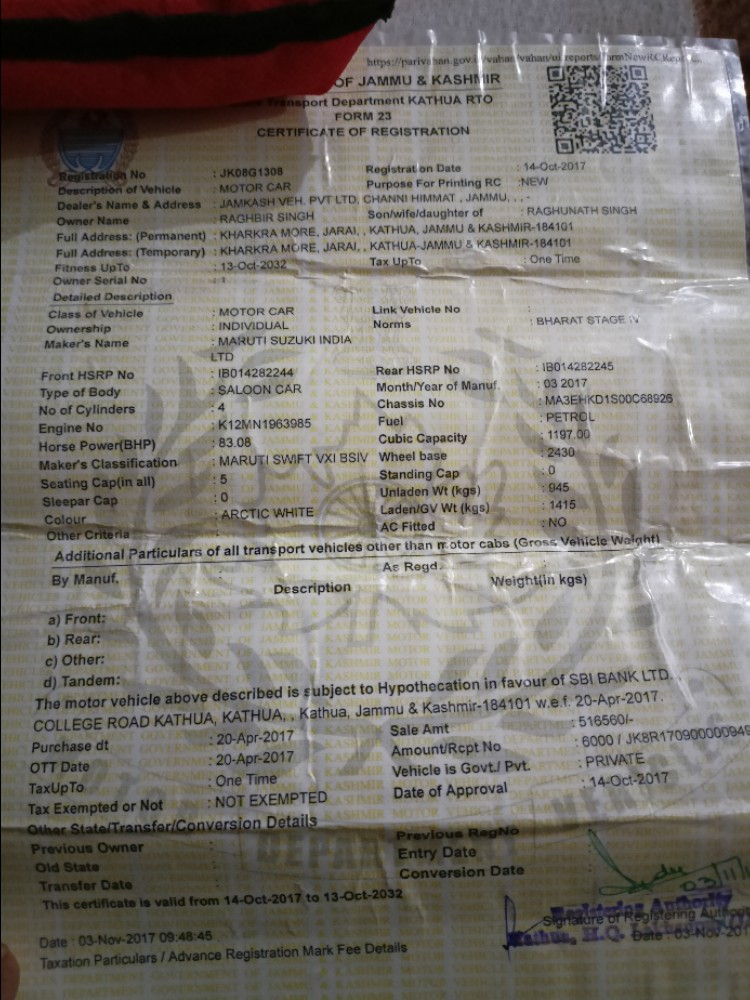 https://parivahan.gov.in/vahan/vahan/ui/reports/formNewRCRepo
OF JAMMU & KASHMIR
Transport Department KATHUA RTO
FORM 23
CERTIFICATE OF REGISTRATION
Registration No : JK08G1308 Registration Date : 14-Oct-2017
Description of Vehicle : MOTOR CAR Purpose For Printing RC :NEW
Dealer's Name & Address : JAMKASH VEH. PVT LTD, CHANNI HIMMAT , JAMMU, , , -
Owner Name : RAGHBIR SINGH Son/wife/daughter of : RAGHUNATH SINGH
Full Address: (Permanent) : KHARKRA MORE, JARAI, , KATHUA, JAMMU & KASHMIR-184101
Full Address: (Temporary) : KHARKRA MORE, JARAI, , KATHUA-JAMMU & KASHMIR-184101
Fitness UpTo : 13-Oct-2032 Tax UpTo : One Time
Owner Serial No : 1
Detailed Description
Class of Vehicle : MOTOR CAR Link Vehicle No :
Ownership : INDIVIDUAL Norms : BHARAT STAGE IV
Maker's Name : MARUTI SUZUKI INDIA
LTD
Front HSRP No : IB014282244 Rear HSRP No : IB014282245
Type of Body : SALOON CAR Month/Year of Manuf. : 03 2017
No of Cylinders : 4 Chassis No : MA3EHKD1S00C68926
Engine No : K12MN1963985 Fuel : PETROL
Horse Power(BHP) : 83.08 Cubic Capacity : 1197.00
Maker's Classification : MARUTI SWIFT VXI BSIV Wheel base : 2430
Seating Cap(in all) : 5 Standing Cap : 0
Sleepar Cap : 0 Unladen Wt (kgs) : 945
Colour : ARCTIC WHITE Laden/GV Wt (kgs) : 1415
Other Criteria : AC Fitted : NO
Additional Particulars of all transport vehicles other than motor cabs (Gross Vehicle Weight)
By Manuf. : As Regd. :
Description Weight(in kgs)
a) Front:
b) Rear:
c) Other:
d) Tandem:
The motor vehicle above described is subject to Hypothecation in favour of SBI BANK LTD. ,
COLLEGE ROAD KATHUA, KATHUA, , Kathua, Jammu & Kashmir-184101 w.e.f. 20-Apr-2017.
Purchase dt : 20-Apr-2017 Sale Amt : 516560/-
OTT Date : 20-Apr-2017 Amount/Rcpt No : 6000 / JK8R170900000949
TaxUpTo : One Time Vehicle is Govt./ Pvt. : PRIVATE
Tax Exempted or Not : NOT EXEMPTED Date of Approval : 14-Oct-2017
Other State/Transfer/Conversion Details
Previous Owner : Previous RegNo :
Old State : Entry Date :
Transfer Date : Conversion Date :
This certificate is valid from 14-Oct-2017 to 13-Oct-2032
03/11/1
Registering Authority
Signature of Registering Authori
Kathua, H.Q.
Date : 03-Nov-2017 09:48:45 Date : 03-Nov-201
Taxation Particulars / Advance Registration Mark Fee Details